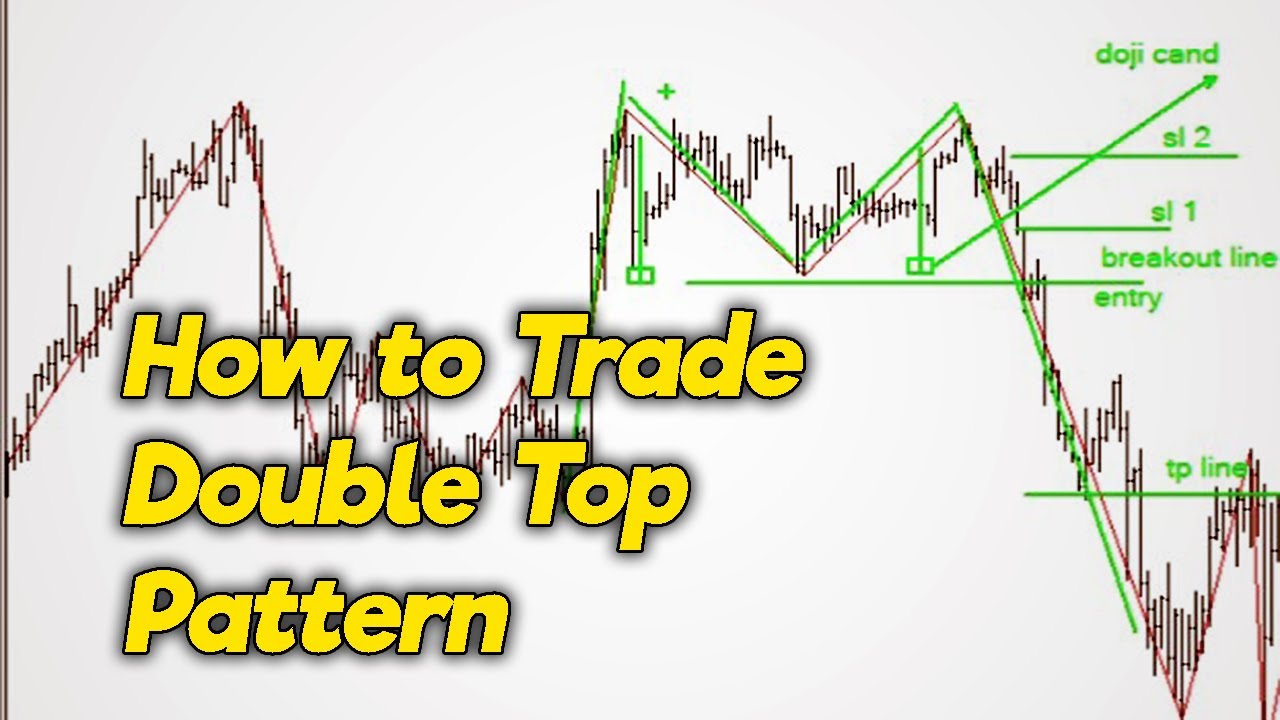 doji cand
+
sl 2
sl 1
breakout line
entry
How to Trade
Double Top
tp line
Pattern